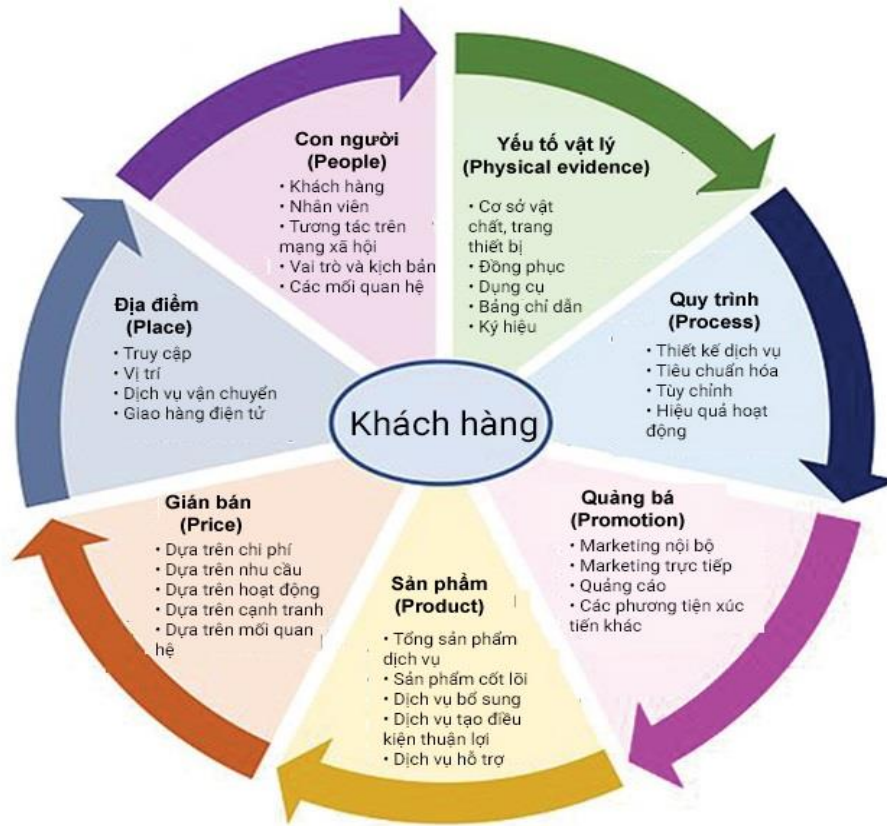 Con người
(People)
• Khách hàng
• Nhân viên
• Tương tác trên
mạng xã hội
• Vai trò và kịch bản
• Các mối quan hệ
Yếu tố vật lý
(Physical evidence)
• Cơ sở vật
chất, trang
thiết bị
• Đồng phục
• Dụng cụ
• Bảng chỉ dẫn
• Ký hiệu
Địa điểm
(Place)
• Truy cập
• Vị trí
• Dịch vụ vận chuyển
• Giao hàng điện tử
Quy trình
(Process)
• Thiết kế dịch vụ
• Tiêu chuẩn hóa
• Tùy chỉnh
• Hiệu quả hoạt
động
Khách hàng
Gián bán
(Price)
• Dựa trên chi phí
• Dựa trên nhu cầu
• Dựa trên hoạt động
• Dựa trên cạnh tranh
• Dựa trên mối quan
hệ
Sản phẩm
(Product)
• Tổng sản phẩm
dịch vụ
• Sản phẩm cốt lõi
• Dịch vụ bổ sung
• Dịch vụ tạo điều
kiện thuận lợi
• Dịch vụ hỗ trợ
Quảng bá
(Promotion)
• Marketing nội bộ
• Marketing trực tiếp
• Quảng cáo
• Các phương tiện xúc
tiến khác